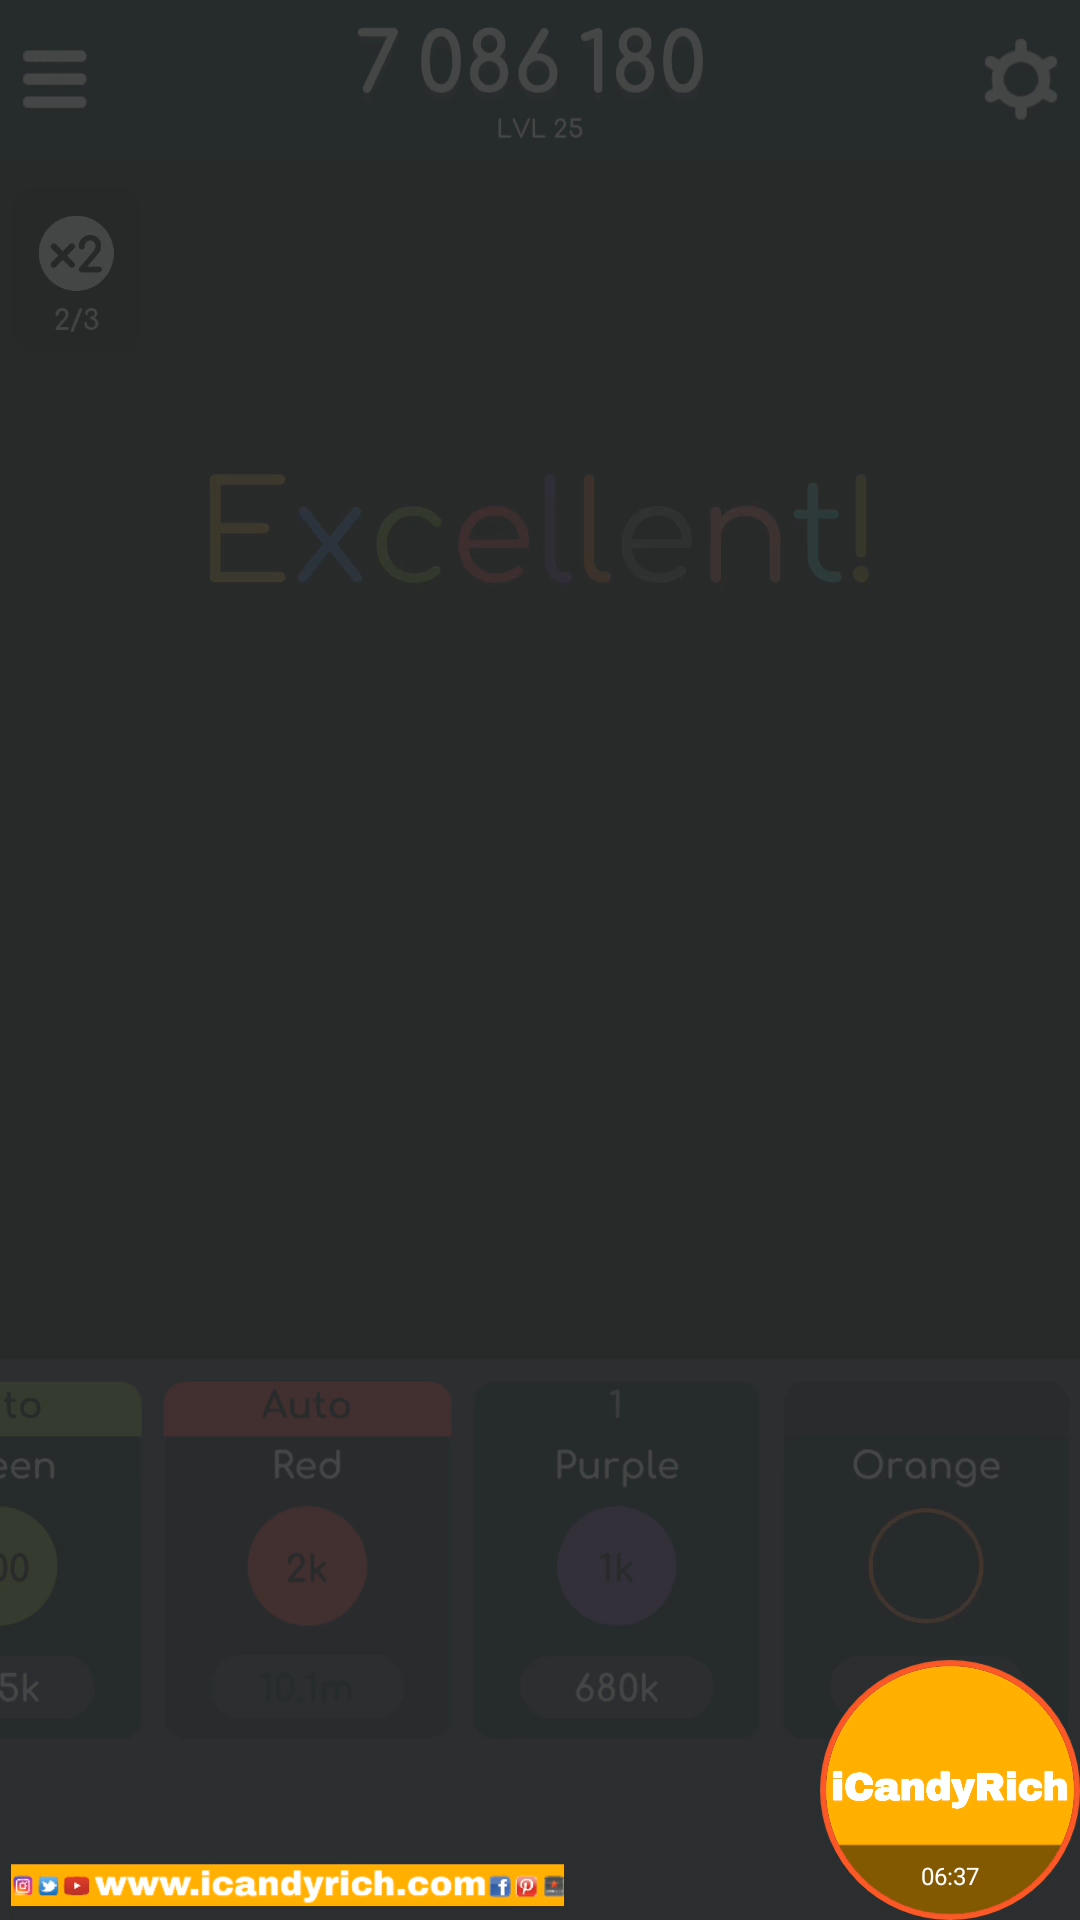 7 086 180
LVL 25
×2
2/3
Excellent!
to
Auto
1
een
Red
Purple
Orange
00
2k
1k
5k
10.1m
680k
iCandyRich
www.icandyrich.com
06:37